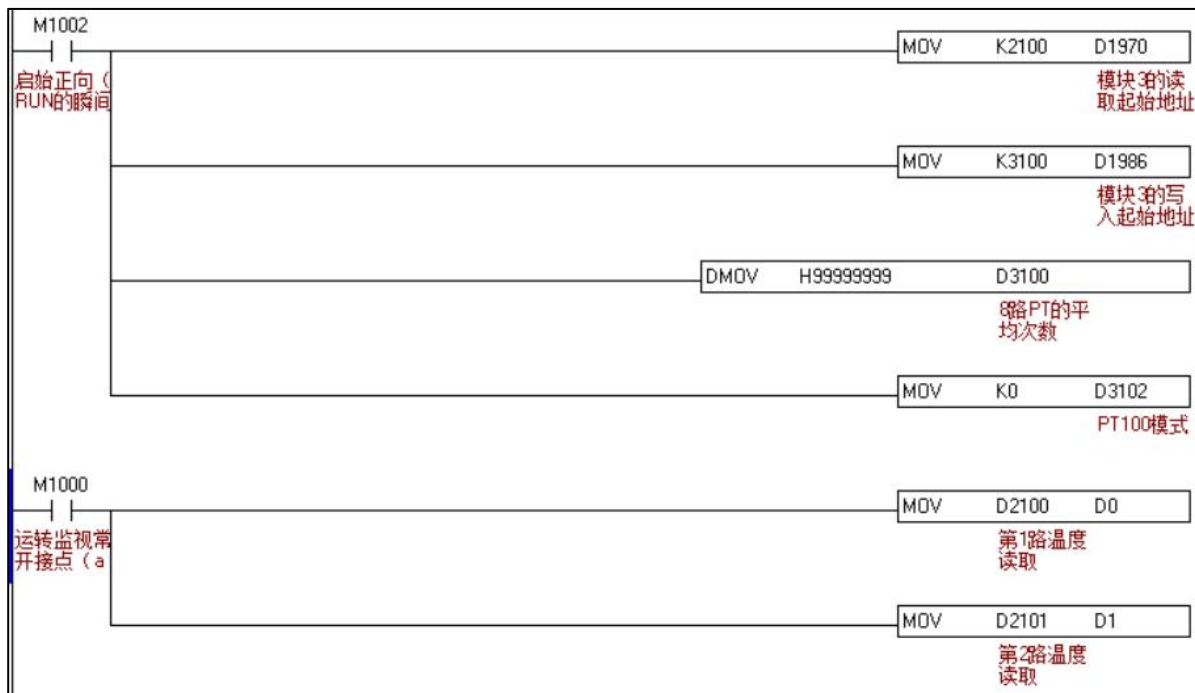 M1002
MOV K2100 D1970
启始正向（
RUN的瞬间
模块3的读
取起始地址
MOV K3100 D1986
模块3的写
入起始地址
DMOV H99999999 D3100
8路PT的平
均次数
MOV K0 D3102
PT100模式
M1000
MOV D2100 D0
运转监视常
开接点（a
第1路温度
读取
MOV D2101 D1
第2路温度
读取